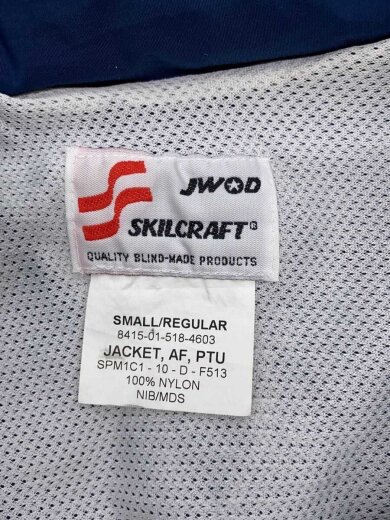 JWOD
SKILCRAFT®
QUALITY BLIND-MADE PRODUCTS
SMALL/REGULAR
8415-01-518-4603
JACKET, AF, PTU
SPM1C1 - 10 - D - F513
100% NYLON
NIB/MDS